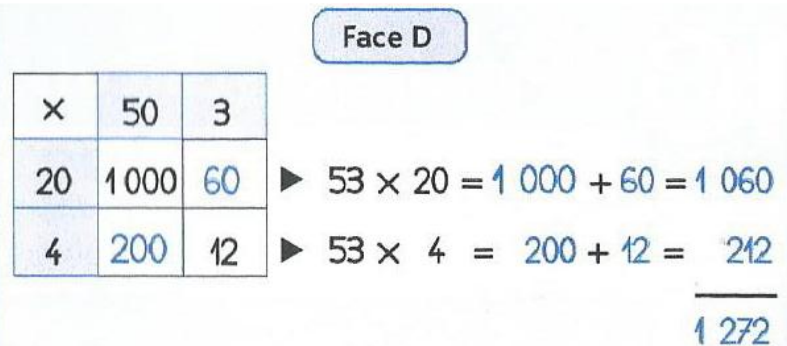 Face D
× 50 3
20 1 000 60 ▶ 53 × 20 = 1 000 + 60 = 1 060
4 200 12 ▶ 53 × 4 = 200 + 12 = 212
1 272